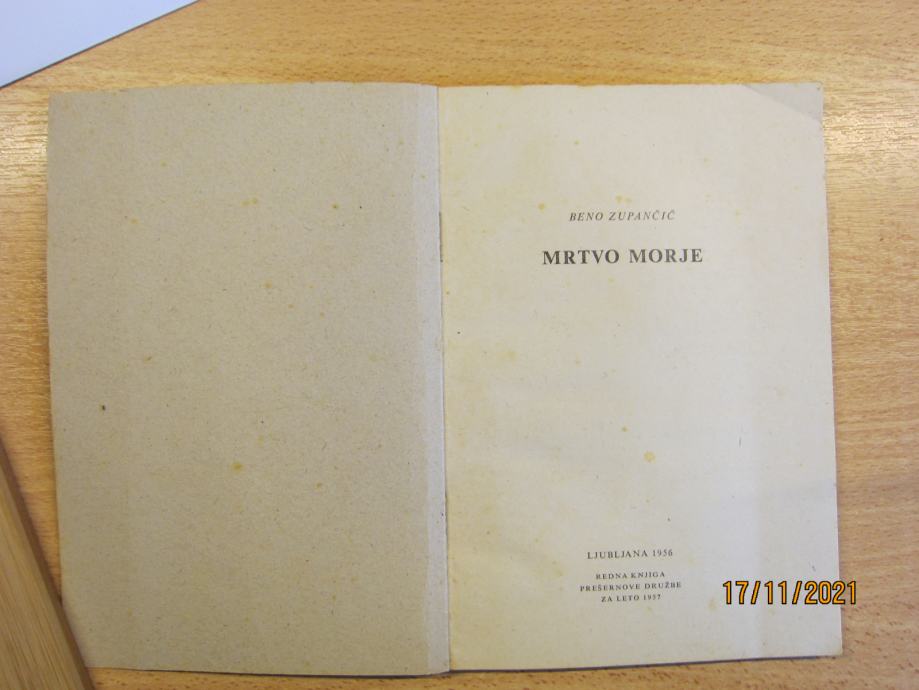 BENO ZUPANČIČ
MRTVO MORJE
LJUBLJANA 1956
REDNA KNJIGA
PREŠERNOVE DRUŽBE
ZA LETO 1957
17/11/2021